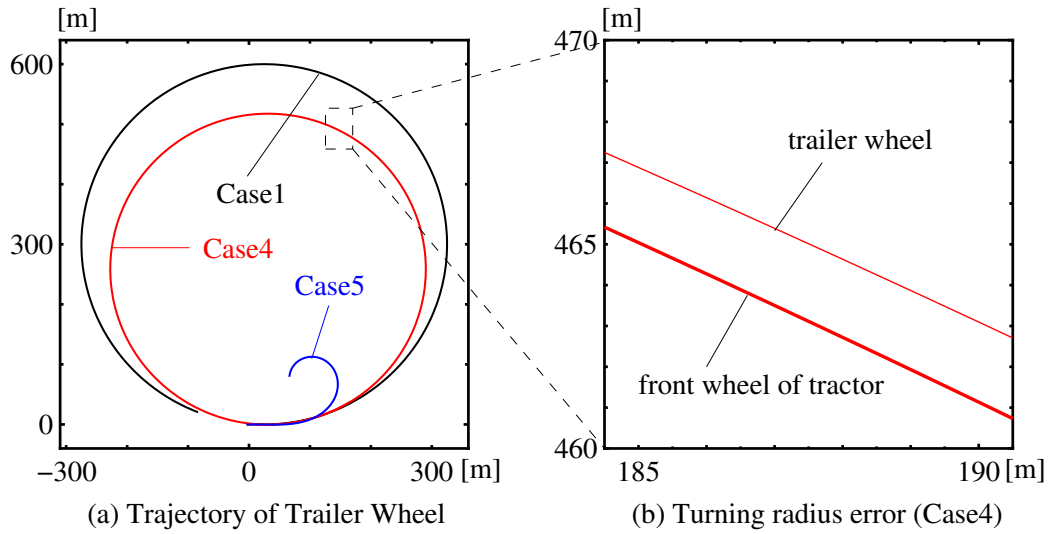 [m]
600
300
0
−300
0
300
[m]
Case1
Case4
Case5
(a) Trajectory of Trailer Wheel
[m]
470
465
460
185
190
[m]
trailer wheel
front wheel of tractor
(b) Turning radius error (Case4)